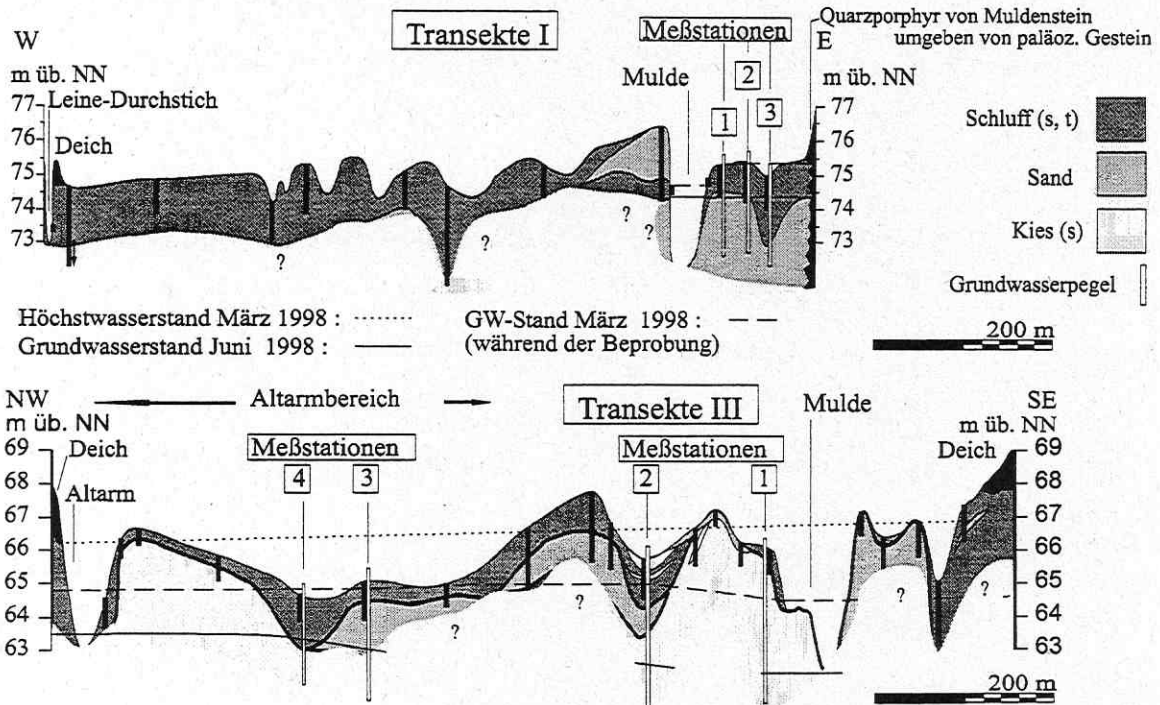 Transekte I
Meßstationen
Quarzporphyr von Muldenstein
umgeben von paläoz. Gestein
W
E
m üb. NN
m üb. NN
Mulde
Leine-Durchstich
Deich
77
76
75
74
73
1
2
3
77
76
75
74
73
?
?
?
?
Schluff (s, t)
Sand
Kies (s)
Grundwasserpegel
Höchstwasserstand März 1998 :
Grundwasserstand Juni 1998 :
GW-Stand März 1998 :
(während der Beprobung)
200 m
NW
Altarmbereich
Transekte III
Mulde
SE
m üb. NN
m üb. NN
Deich
Deich
Altarm
Meßstationen
4
3
Meßstationen
2
1
69
68
67
66
65
64
63
69
68
67
66
65
64
63
?
?
?
?
200 m